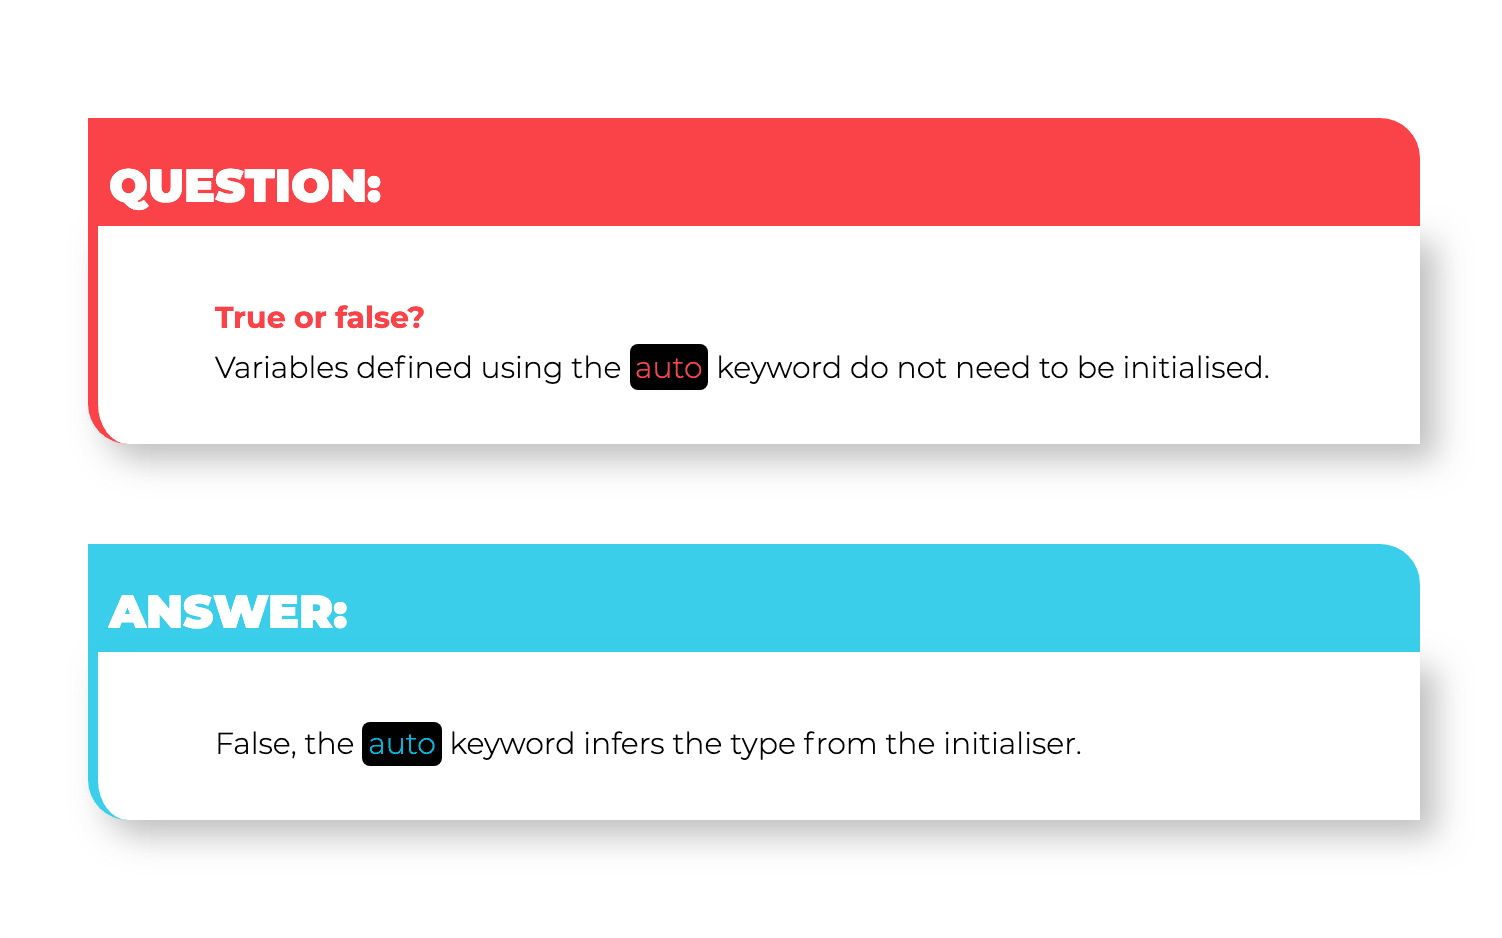 QUESTION:
True or false?
Variables defined using the auto keyword do not need to be initialised.
ANSWER:
False, the auto keyword infers the type from the initialiser.